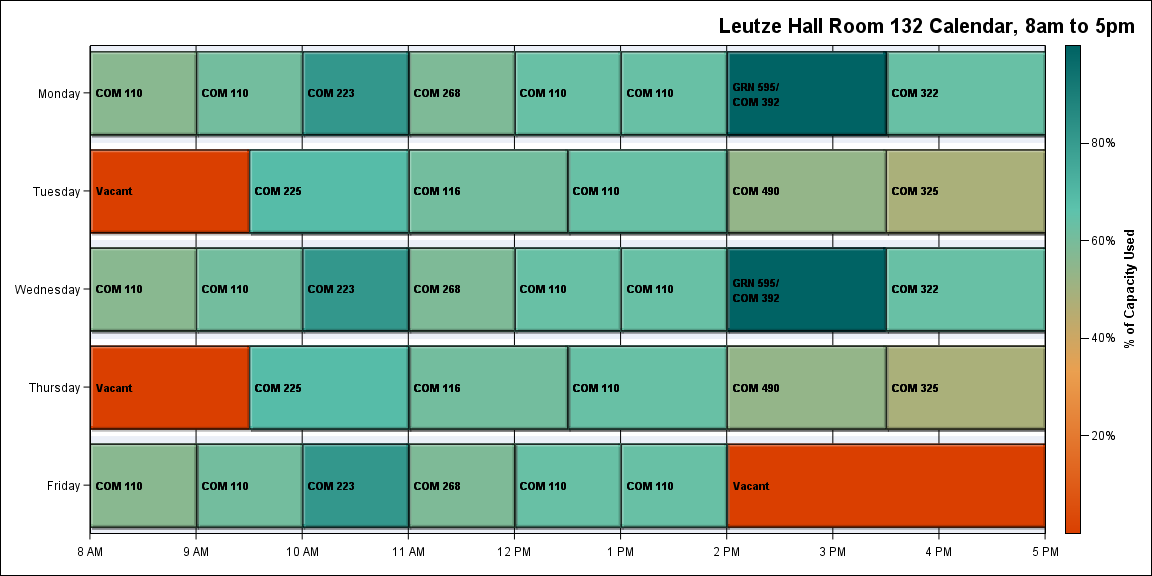 Leutze Hall Room 132 Calendar, 8am to 5pm
Monday
COM 110
COM 110
COM 223
COM 268
COM 110
COM 110
GRN 595/
COM 392
COM 322
Tuesday
Vacant
COM 225
COM 116
COM 110
COM 490
COM 325
Wednesday
COM 110
COM 110
COM 223
COM 268
COM 110
COM 110
GRN 595/
COM 392
COM 322
Thursday
Vacant
COM 225
COM 116
COM 110
COM 490
COM 325
Friday
COM 110
COM 110
COM 223
COM 268
COM 110
COM 110
Vacant
8 AM
9 AM
10 AM
11 AM
12 PM
1 PM
2 PM
3 PM
4 PM
5 PM
80%
60%
40%
20%
% of Capacity Used